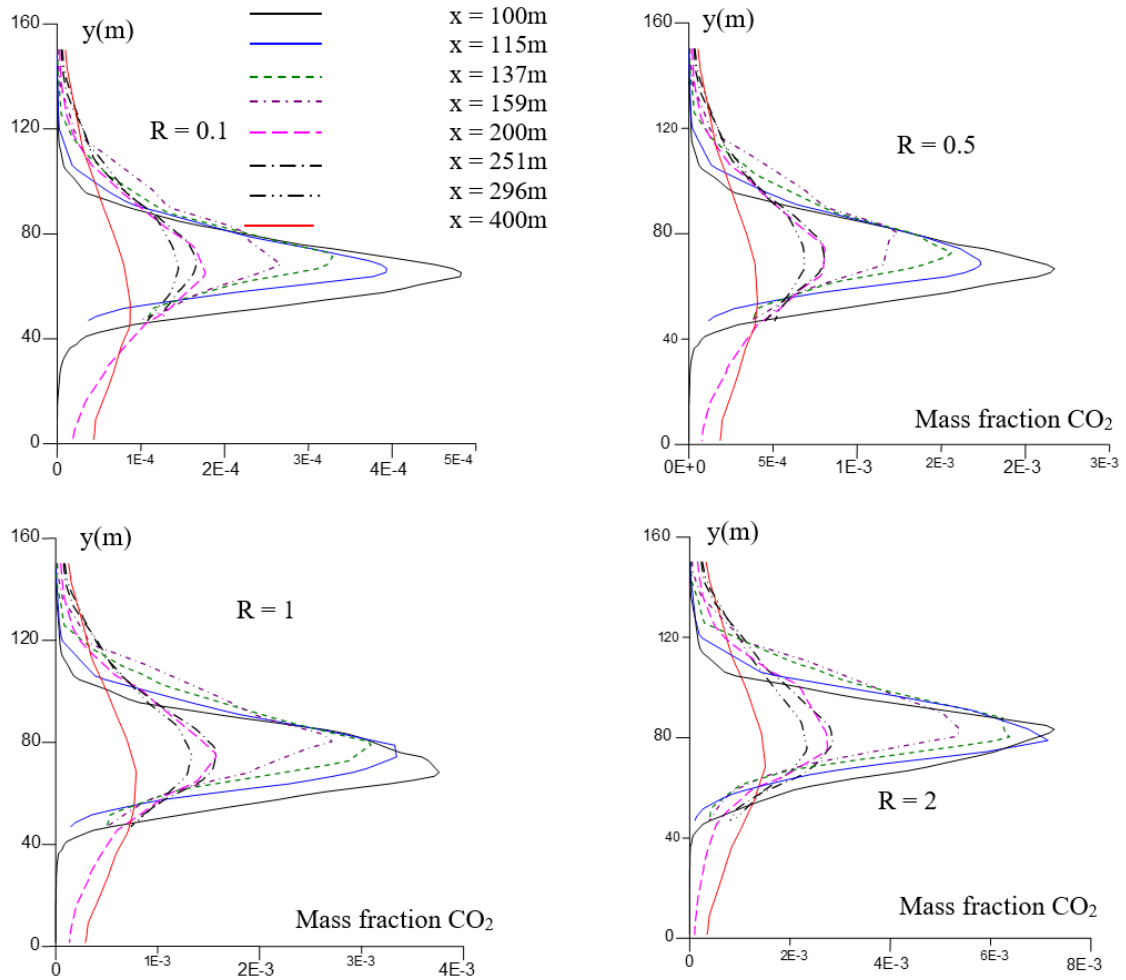 160
y(m)
120
80
40
0
R = 0.1
0
1E-4
2E-4
3E-4
4E-4
5E-4
x = 100m
x = 115m
x = 137m
x = 159m
x = 200m
x = 251m
x = 296m
x = 400m
160
y(m)
120
80
40
0
R = 0.5
Mass fraction CO₂
0E+0
5E-4
1E-3
2E-3
2E-3
3E-3
160
y(m)
120
80
40
0
R = 1
Mass fraction CO₂
0
1E-3
2E-3
3E-3
4E-3
160
y(m)
120
80
40
0
R = 2
Mass fraction CO₂
0
2E-3
4E-3
6E-3
8E-3